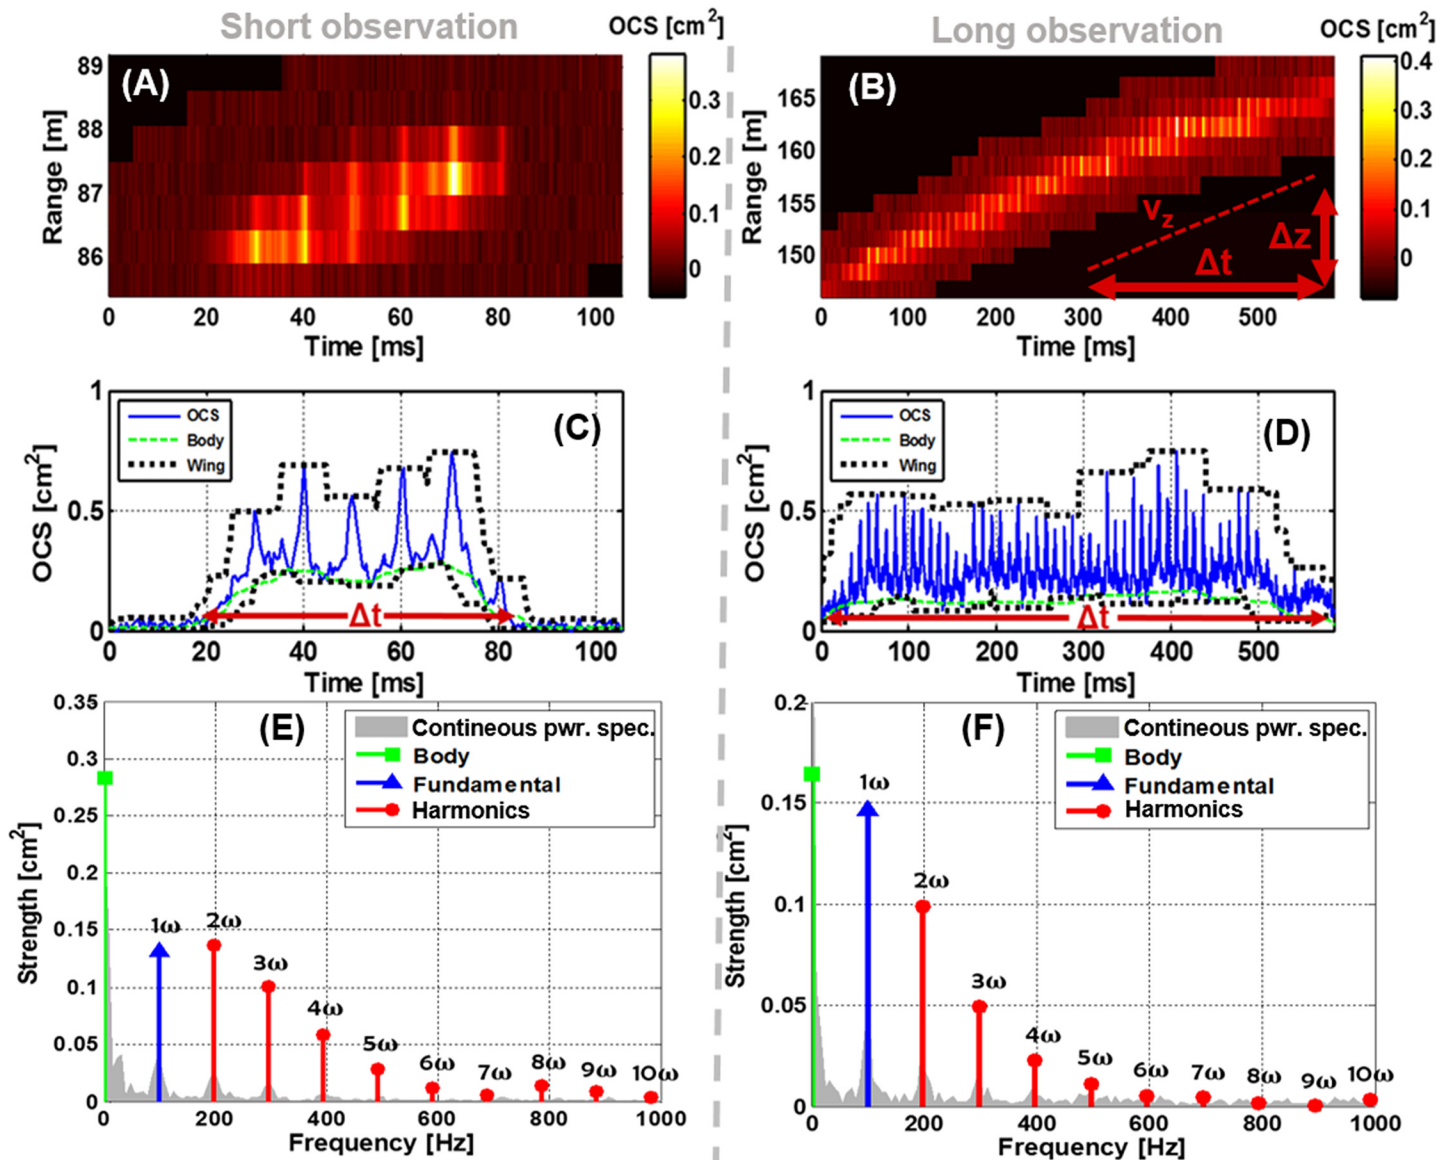 Short observation
Long observation
OCS [cm²]
(A)
Range [m]
89
88
87
86
0.3
0.2
0.1
0
0 20 40 60 80 100
Time [ms]
OCS [cm²]
(B)
Range [m]
165
160
155
150
v_z
Δz
Δt
0.4
0.3
0.2
0.1
0
0 100 200 300 400 500
Time [ms]
(C)
OCS
Body
Wing
OCS [cm²]
1
0.5
0
Δt
0 20 40 60 80 100
Time [ms]
(D)
OCS
Body
Wing
OCS [cm²]
1
0.5
0
Δt
0 100 200 300 400 500
Time [ms]
(E)
Contineous pwr. spec.
Body
Fundamental
Harmonics
Strength [cm²]
0.35
0.3
0.25
0.2
0.15
0.1
0.05
0
1ω 2ω 3ω 4ω 5ω 6ω 7ω 8ω 9ω 10ω
0 200 400 600 800 1000
Frequency [Hz]
(F)
Contineous pwr. spec.
Body
Fundamental
Harmonics
Strength [cm²]
0.2
0.15
0.1
0.05
0
1ω 2ω 3ω 4ω 5ω 6ω 7ω 8ω 9ω 10ω
0 200 400 600 800 1000
Frequency [Hz]